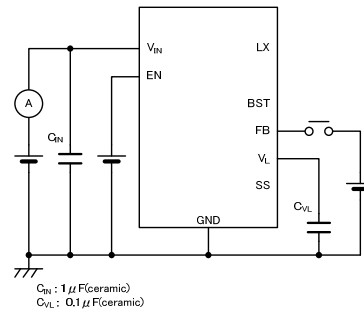 VIN
LX
EN
A
BST
CIN
FB
VL
SS
CVL
GND
CIN : 1μF(ceramic)
CVL : 0.1μF(ceramic)